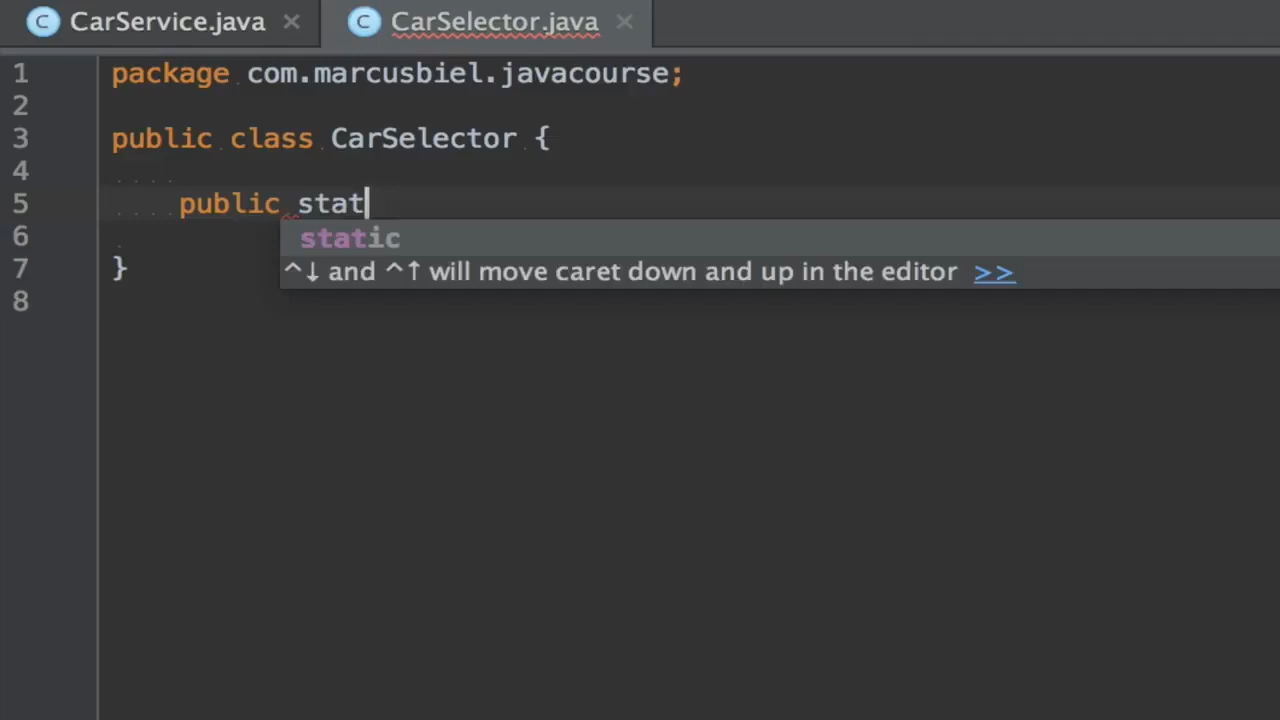 CarService.java × CarSelector.java ×
1 package com.marcusbiel.javacourse;
2
3 public class CarSelector {
4
5 public stat
static
6
^↓ and ^↑ will move caret down and up in the editor >>
7 }
8